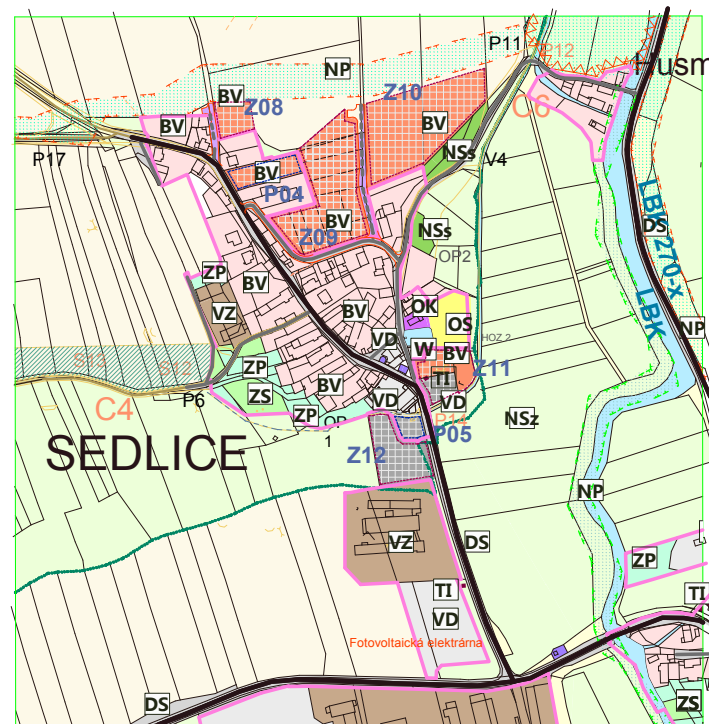 P11
P12
Husm
NP
BV
Z08
Z10
C6
BV
BV
P17
NSs
V4
BV
P04
BV
Z09
NSs
LBK 270-x
DS
OP2
ZP
BV
VZ
BV
OK
OS
LBK
NP
VD
W
HOZ 2
BV
S13
S12
ZP
Z11
TI
P6
ZS
BV
VD
VD
C4
ZP
OP
1
P14
NSz
P05
SEDLICE
Z12
NP
VZ
DS
ZP
TI
TI
VD
Fotovoltaická elektrárna
DS
ZS